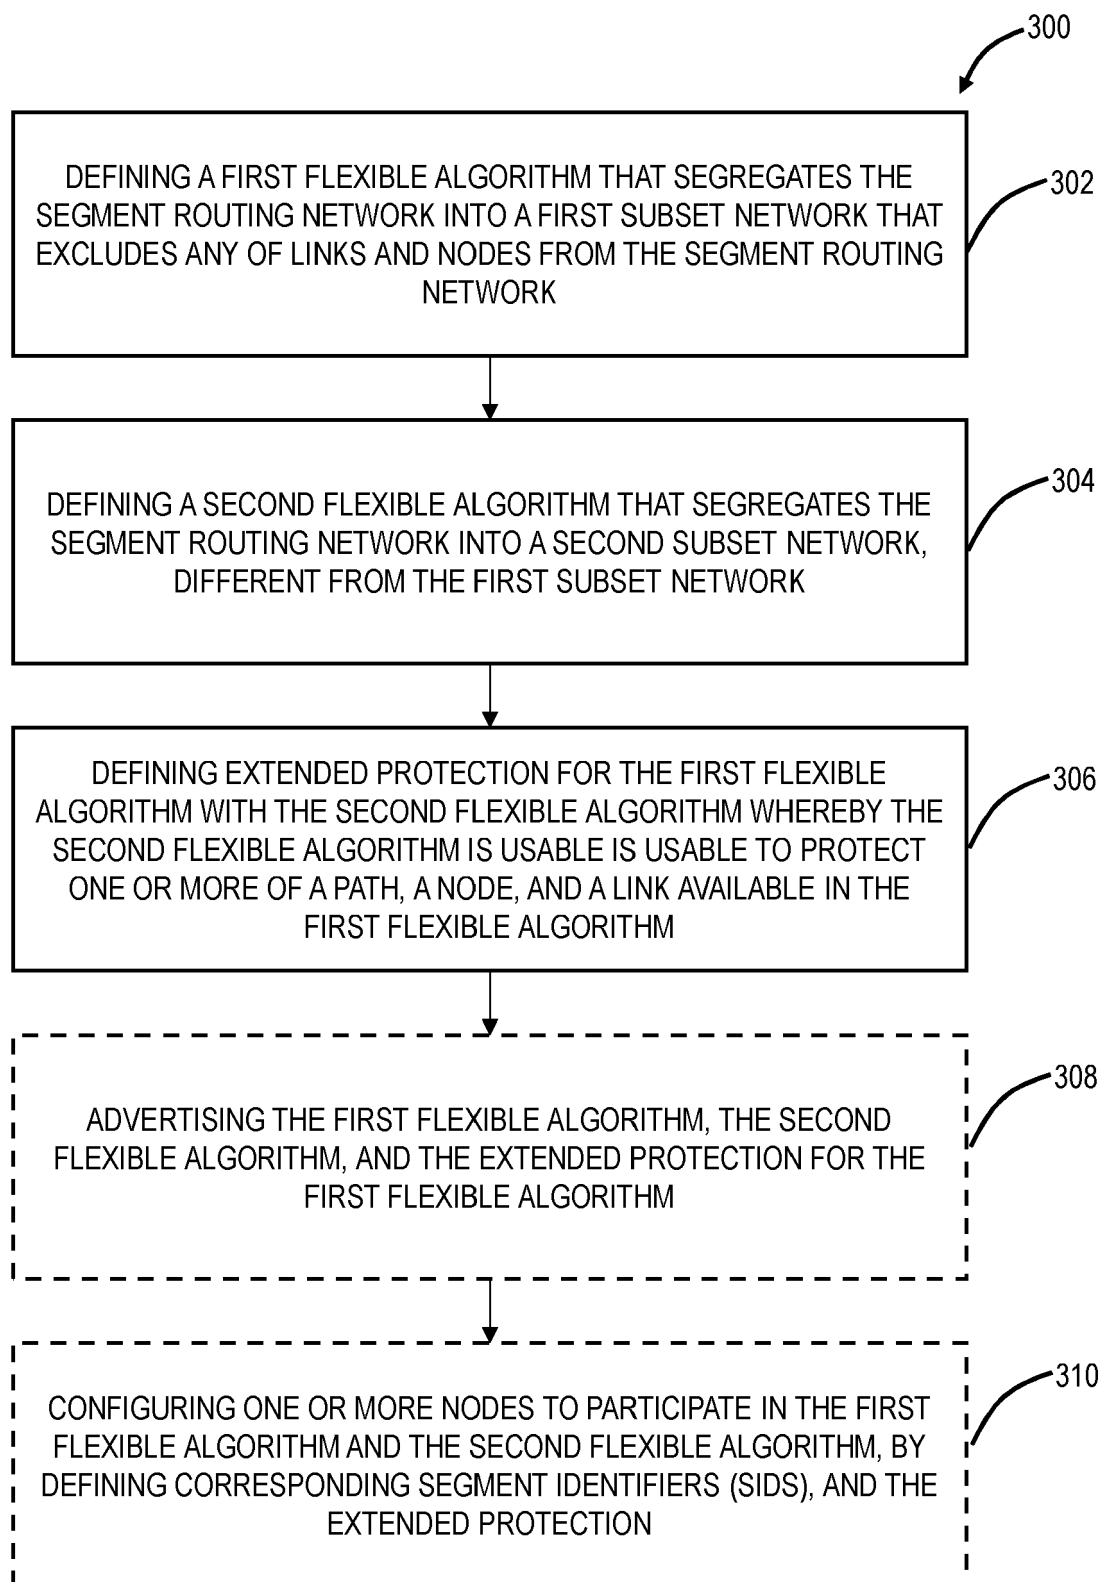 300
DEFINING A FIRST FLEXIBLE ALGORITHM THAT SEGREGATES THE
SEGMENT ROUTING NETWORK INTO A FIRST SUBSET NETWORK THAT
EXCLUDES ANY OF LINKS AND NODES FROM THE SEGMENT ROUTING
NETWORK
302
DEFINING A SECOND FLEXIBLE ALGORITHM THAT SEGREGATES THE
SEGMENT ROUTING NETWORK INTO A SECOND SUBSET NETWORK,
DIFFERENT FROM THE FIRST SUBSET NETWORK
304
DEFINING EXTENDED PROTECTION FOR THE FIRST FLEXIBLE
ALGORITHM WITH THE SECOND FLEXIBLE ALGORITHM WHEREBY THE
SECOND FLEXIBLE ALGORITHM IS USABLE IS USABLE TO PROTECT
ONE OR MORE OF A PATH, A NODE, AND A LINK AVAILABLE IN THE
FIRST FLEXIBLE ALGORITHM
306
ADVERTISING THE FIRST FLEXIBLE ALGORITHM, THE SECOND
FLEXIBLE ALGORITHM, AND THE EXTENDED PROTECTION FOR THE
FIRST FLEXIBLE ALGORITHM
308
CONFIGURING ONE OR MORE NODES TO PARTICIPATE IN THE FIRST
FLEXIBLE ALGORITHM AND THE SECOND FLEXIBLE ALGORITHM, BY
DEFINING CORRESPONDING SEGMENT IDENTIFIERS (SIDS), AND THE
EXTENDED PROTECTION
310